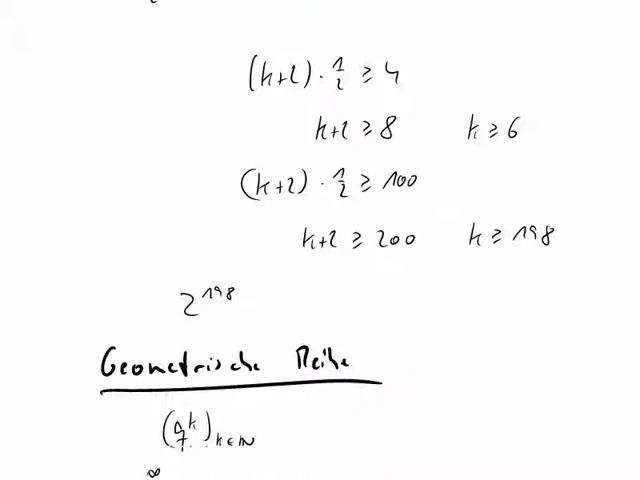 (k+2) · 1/2 ≥ 4
k+2 ≥ 8 k ≥ 6
(k+2) · 1/2 ≥ 100
k+2 ≥ 200 k ≥ 198
2^198
Geometrische Reihe
(q^k)_{k∈ℕ}
∞